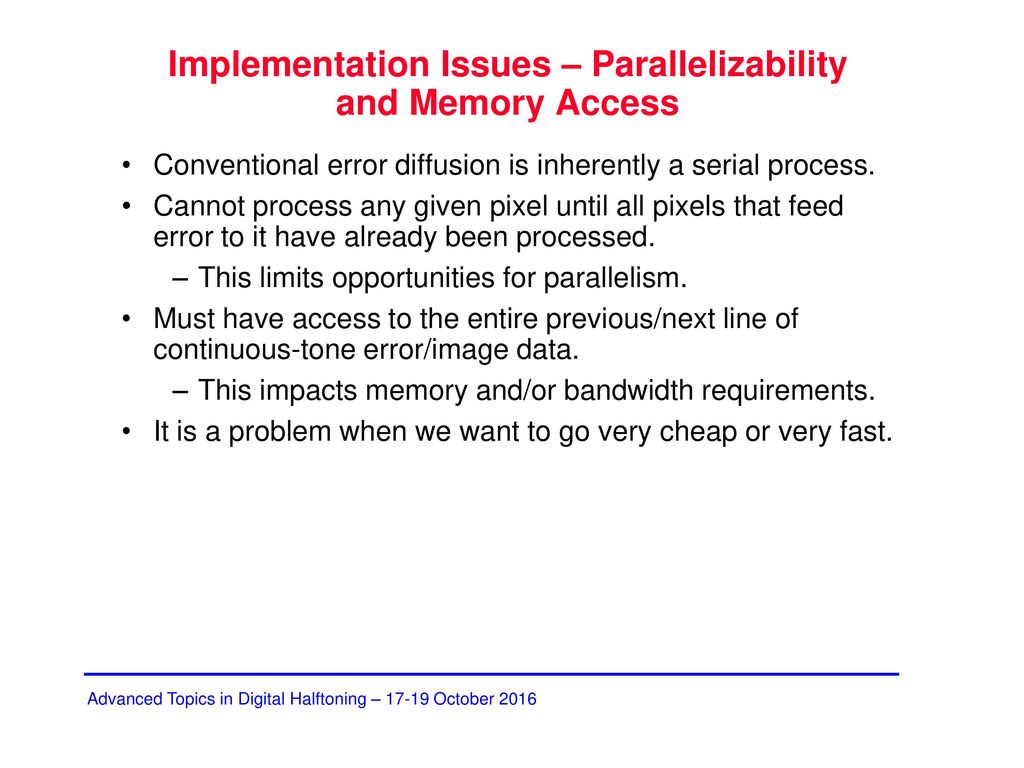 Implementation Issues – Parallelizability
and Memory Access
• Conventional error diffusion is inherently a serial process.
• Cannot process any given pixel until all pixels that feed
error to it have already been processed.
– This limits opportunities for parallelism.
• Must have access to the entire previous/next line of
continuous-tone error/image data.
– This impacts memory and/or bandwidth requirements.
• It is a problem when we want to go very cheap or very fast.
Advanced Topics in Digital Halftoning – 17-19 October 2016